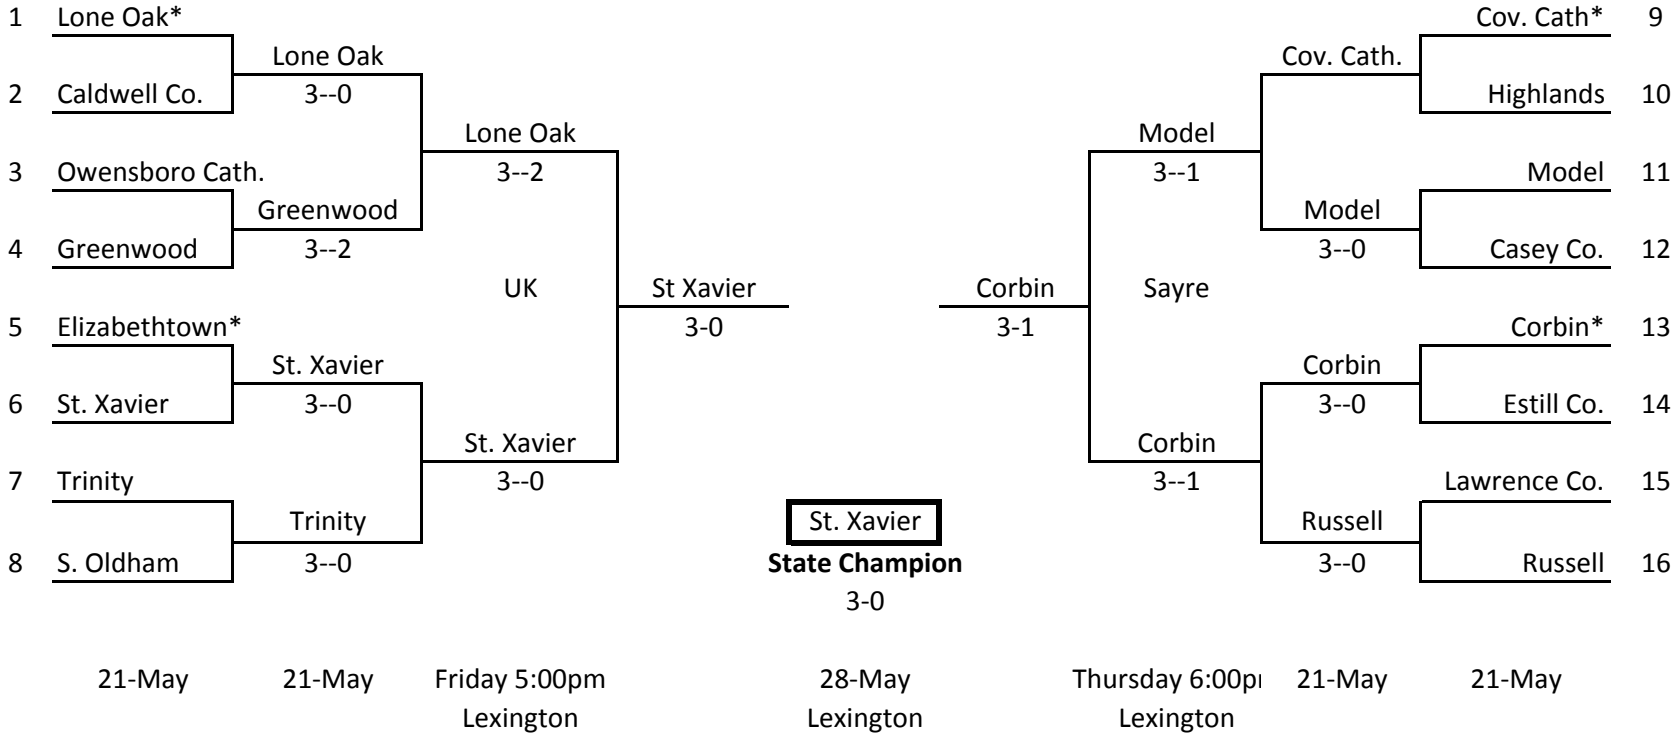 1 Lone Oak* Cov. Cath* 9
Lone Oak Cov. Cath.
2 Caldwell Co. 3--0 Highlands 10
Lone Oak Model
3 Owensboro Cath. 3--2 3--1 Model 11
Greenwood Model
4 Greenwood 3--2 3--0 Casey Co. 12
UK St Xavier Corbin Sayre
5 Elizabethtown* 3-0 3-1 Corbin* 13
St. Xavier Corbin
6 St. Xavier 3--0 3--0 Estill Co. 14
St. Xavier Corbin
7 Trinity 3--0 3--1 Lawrence Co. 15
Trinity St. Xavier Russell
8 S. Oldham 3--0 State Champion 3--0 Russell 16
3-0
21-May 21-May Friday 5:00pm 28-May Thursday 6:00p 21-May 21-May
Lexington Lexington Lexington